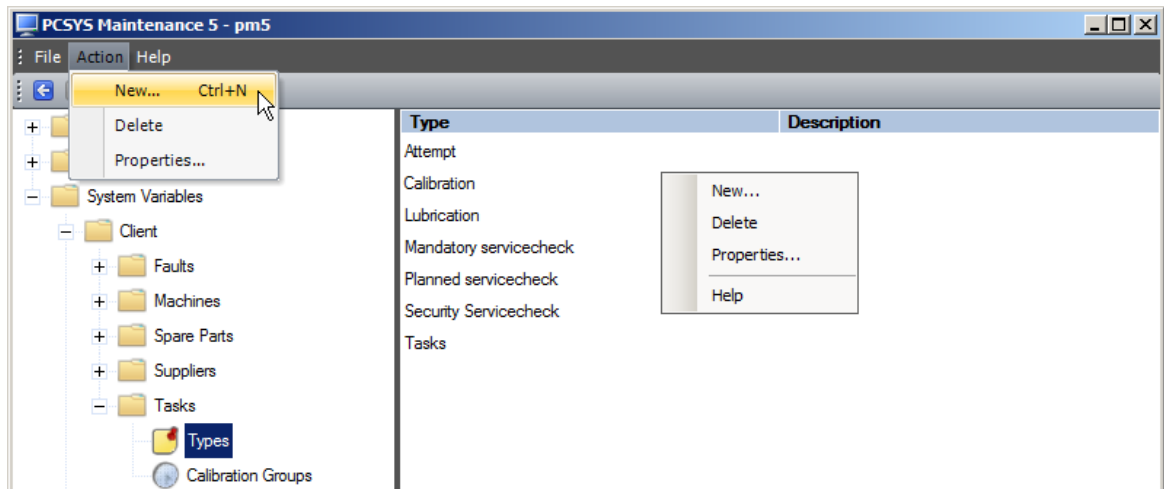 PCSYS Maintenance 5 - pm5
File Action Help
New... Ctrl+N
Delete
Properties...
System Variables
Client
Faults
Machines
Spare Parts
Suppliers
Tasks
Types
Calibration Groups
Type Description
Attempt
Calibration
Lubrication
Mandatory servicecheck
Planned servicecheck
Security Servicecheck
Tasks
New...
Delete
Properties...
Help